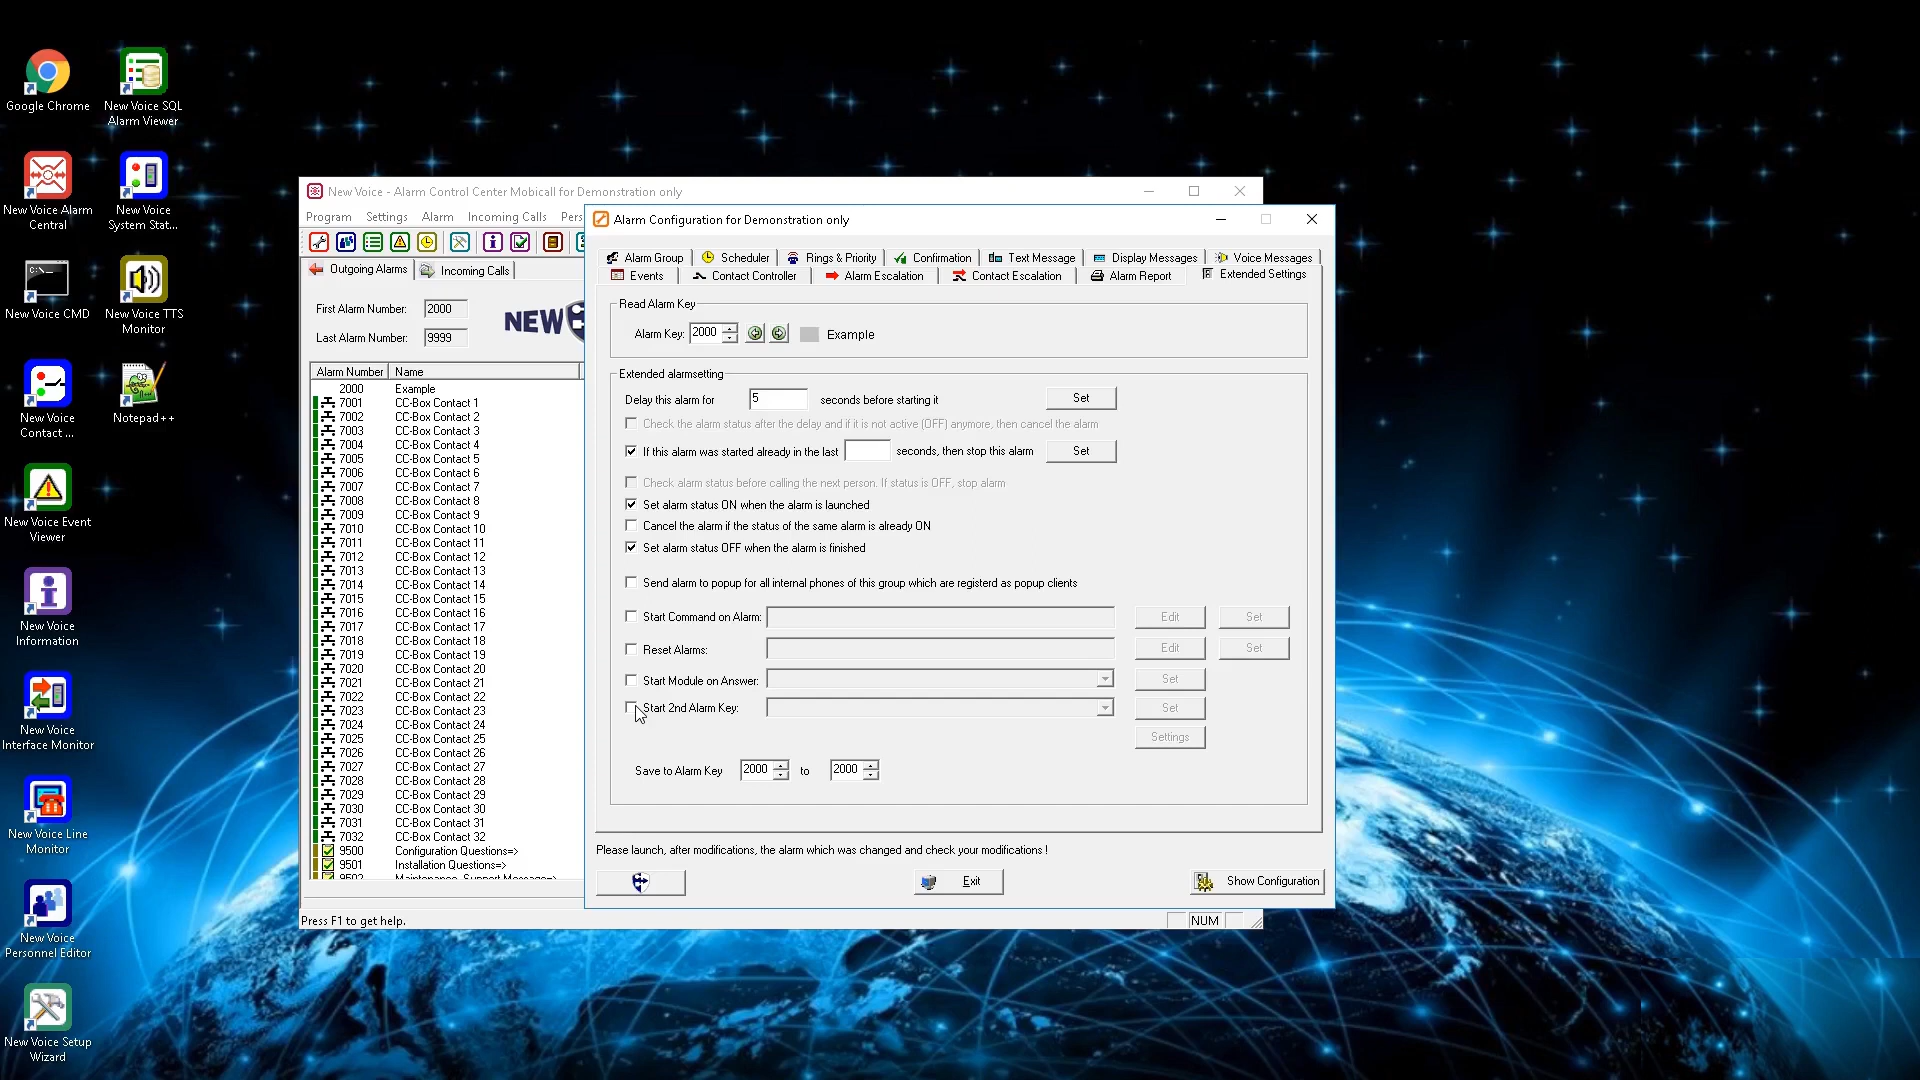 Google Chrome
New Voice SQL
Alarm Viewer
New Voice Alarm
Central
New Voice
System Stat...
New Voice CMD
New Voice TTS
Monitor
New Voice
Contact ...
Notepad++
New Voice Event
Viewer
New Voice
Information
New Voice
Interface Monitor
New Voice Line
Monitor
New Voice
Personnel Editor
New Voice Setup
Wizard
New Voice - Alarm Control Center Mobicall for Demonstration only
Program Settings Alarm Incoming Calls Pers
Outgoing Alarms Incoming Calls
First Alarm Number: 2000
Last Alarm Number: 9999
NEW
Alarm Number Name
2000 Example
7001 CC-Box Contact 1
7002 CC-Box Contact 2
7003 CC-Box Contact 3
7004 CC-Box Contact 4
7005 CC-Box Contact 5
7006 CC-Box Contact 6
7007 CC-Box Contact 7
7008 CC-Box Contact 8
7009 CC-Box Contact 9
7010 CC-Box Contact 10
7011 CC-Box Contact 11
7012 CC-Box Contact 12
7013 CC-Box Contact 13
7014 CC-Box Contact 14
7015 CC-Box Contact 15
7016 CC-Box Contact 16
7017 CC-Box Contact 17
7018 CC-Box Contact 18
7019 CC-Box Contact 19
7020 CC-Box Contact 20
7021 CC-Box Contact 21
7022 CC-Box Contact 22
7023 CC-Box Contact 23
7024 CC-Box Contact 24
7025 CC-Box Contact 25
7026 CC-Box Contact 26
7027 CC-Box Contact 27
7028 CC-Box Contact 28
7029 CC-Box Contact 29
7030 CC-Box Contact 30
7031 CC-Box Contact 31
7032 CC-Box Contact 32
9500 Configuration Questions=>
9501 Installation Questions=>
9502 Maintenance, Support Message=>
Press F1 to get help.
NUM
Alarm Configuration for Demonstration only
Alarm Group Scheduler Rings & Priority Confirmation Text Message Display Messages Voice Messages
Events Contact Controller Alarm Escalation Contact Escalation Alarm Report Extended Settings
Read Alarm Key
Alarm Key: 2000 Example
Extended alarmsetting
Delay this alarm for 5 seconds before starting it Set
Check the alarm status after the delay and if it is not active (OFF) anymore, then cancel the alarm
If this alarm was started already in the last seconds, then stop this alarm Set
Check alarm status before calling the next person. If status is OFF, stop alarm
Set alarm status ON when the alarm is launched
Cancel the alarm if the status of the same alarm is already ON
Set alarm status OFF when the alarm is finished
Send alarm to popup for all internal phones of this group which are registerd as popup clients
Start Command on Alarm: Edit Set
Reset Alarms: Edit Set
Start Module on Answer: Set
Start 2nd Alarm Key: Set
Settings
Save to Alarm Key 2000 to 2000
Please launch, after modifications, the alarm which was changed and check your modifications !
Exit
Show Configuration